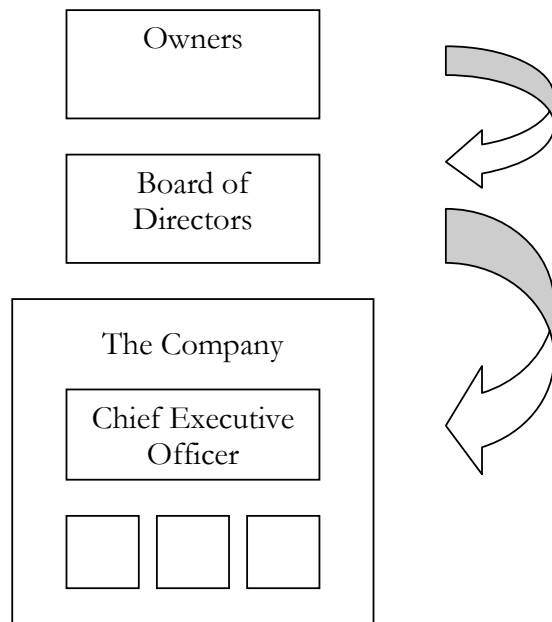 Owners
Board of
Directors
The Company
Chief Executive
Officer